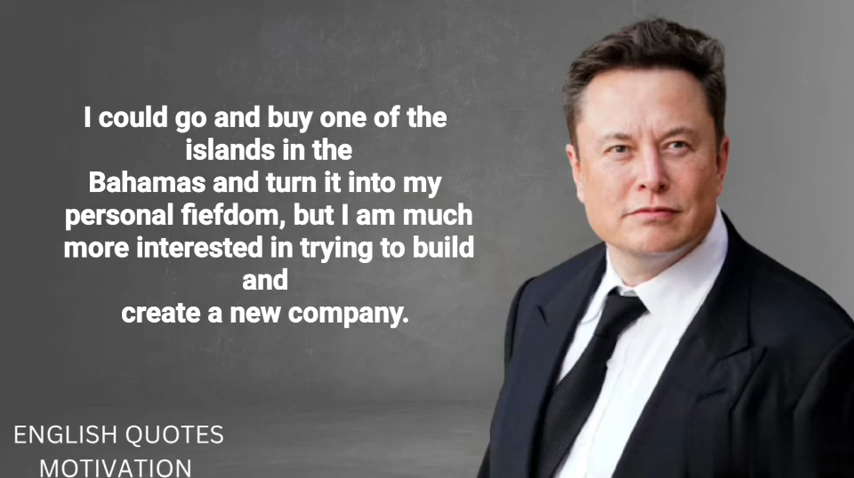 I could go and buy one of the
islands in the
Bahamas and turn it into my
personal fiefdom, but I am much
more interested in trying to build
and
create a new company.
ENGLISH QUOTES
MOTIVATION